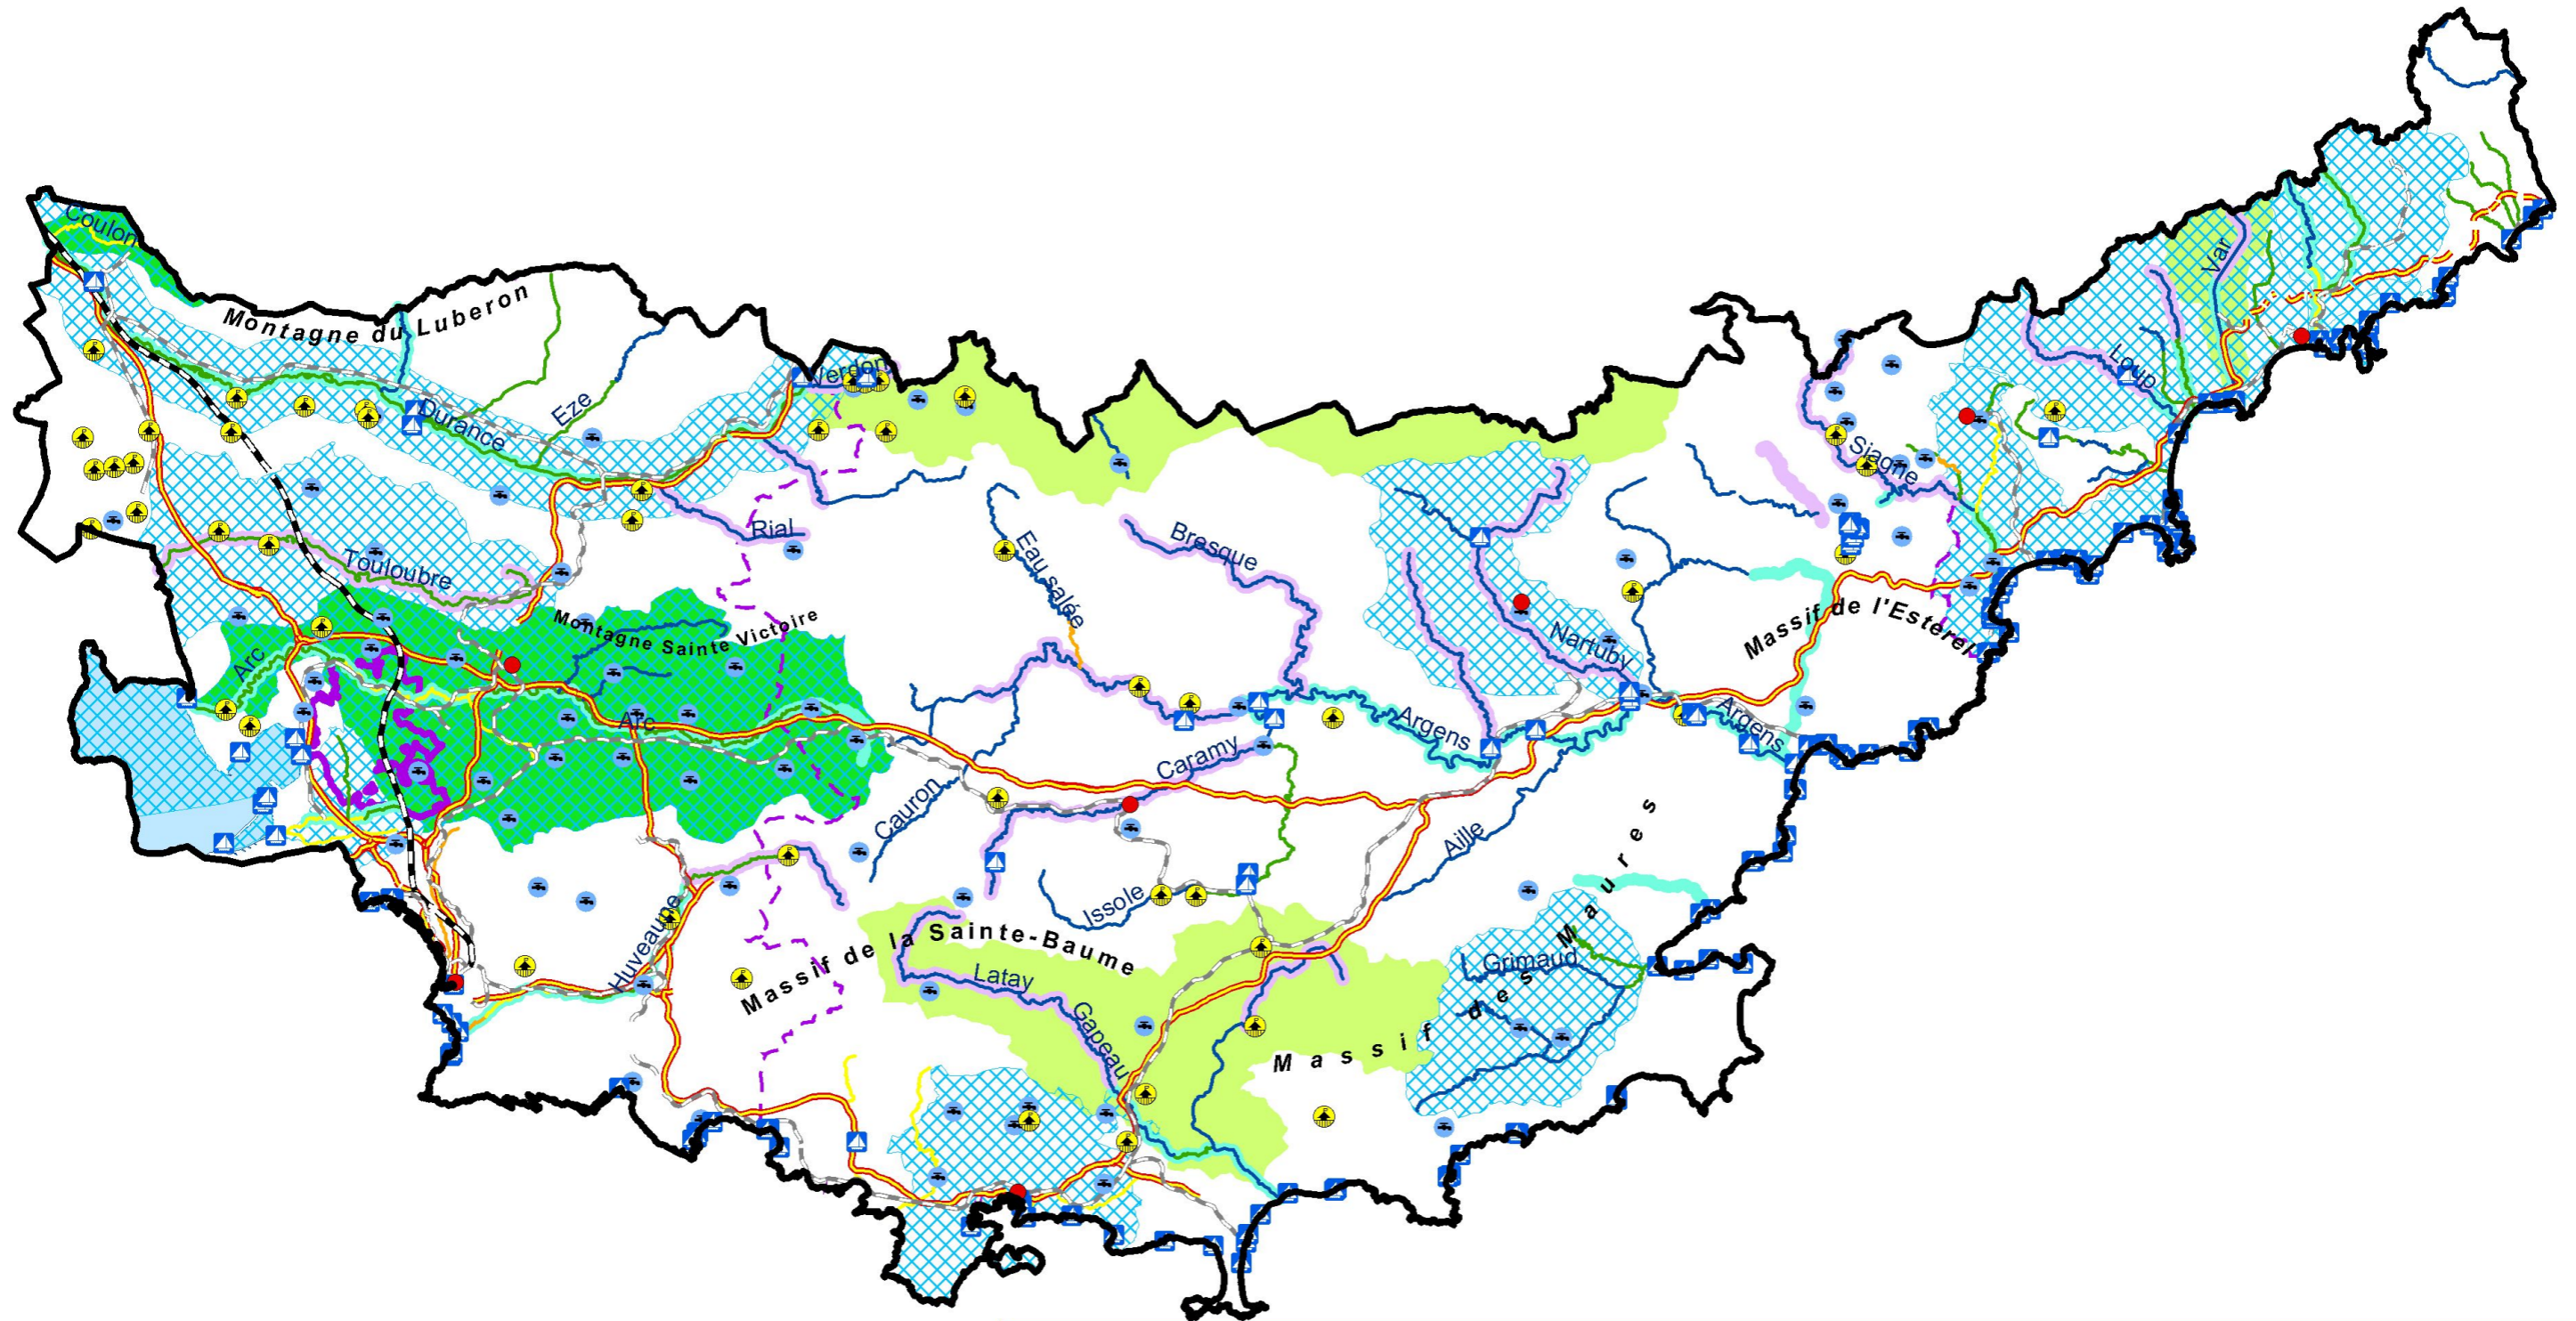 Coulon
Montagne du Luberon
Var
Verdon
Loup
Durance
Eze
Siagne
Rial
Bresque
Eau salée
Touloubre
Montagne Sainte Victoire
Massif de l'Esterel
Nartuby
Arc
Arc
Argens
Argens
Caramy
Cauron
Aille
Issole
Huveaune
Massif de la Sainte-Baume
Latay
Grimaud
Gapeau
Massif des Maures